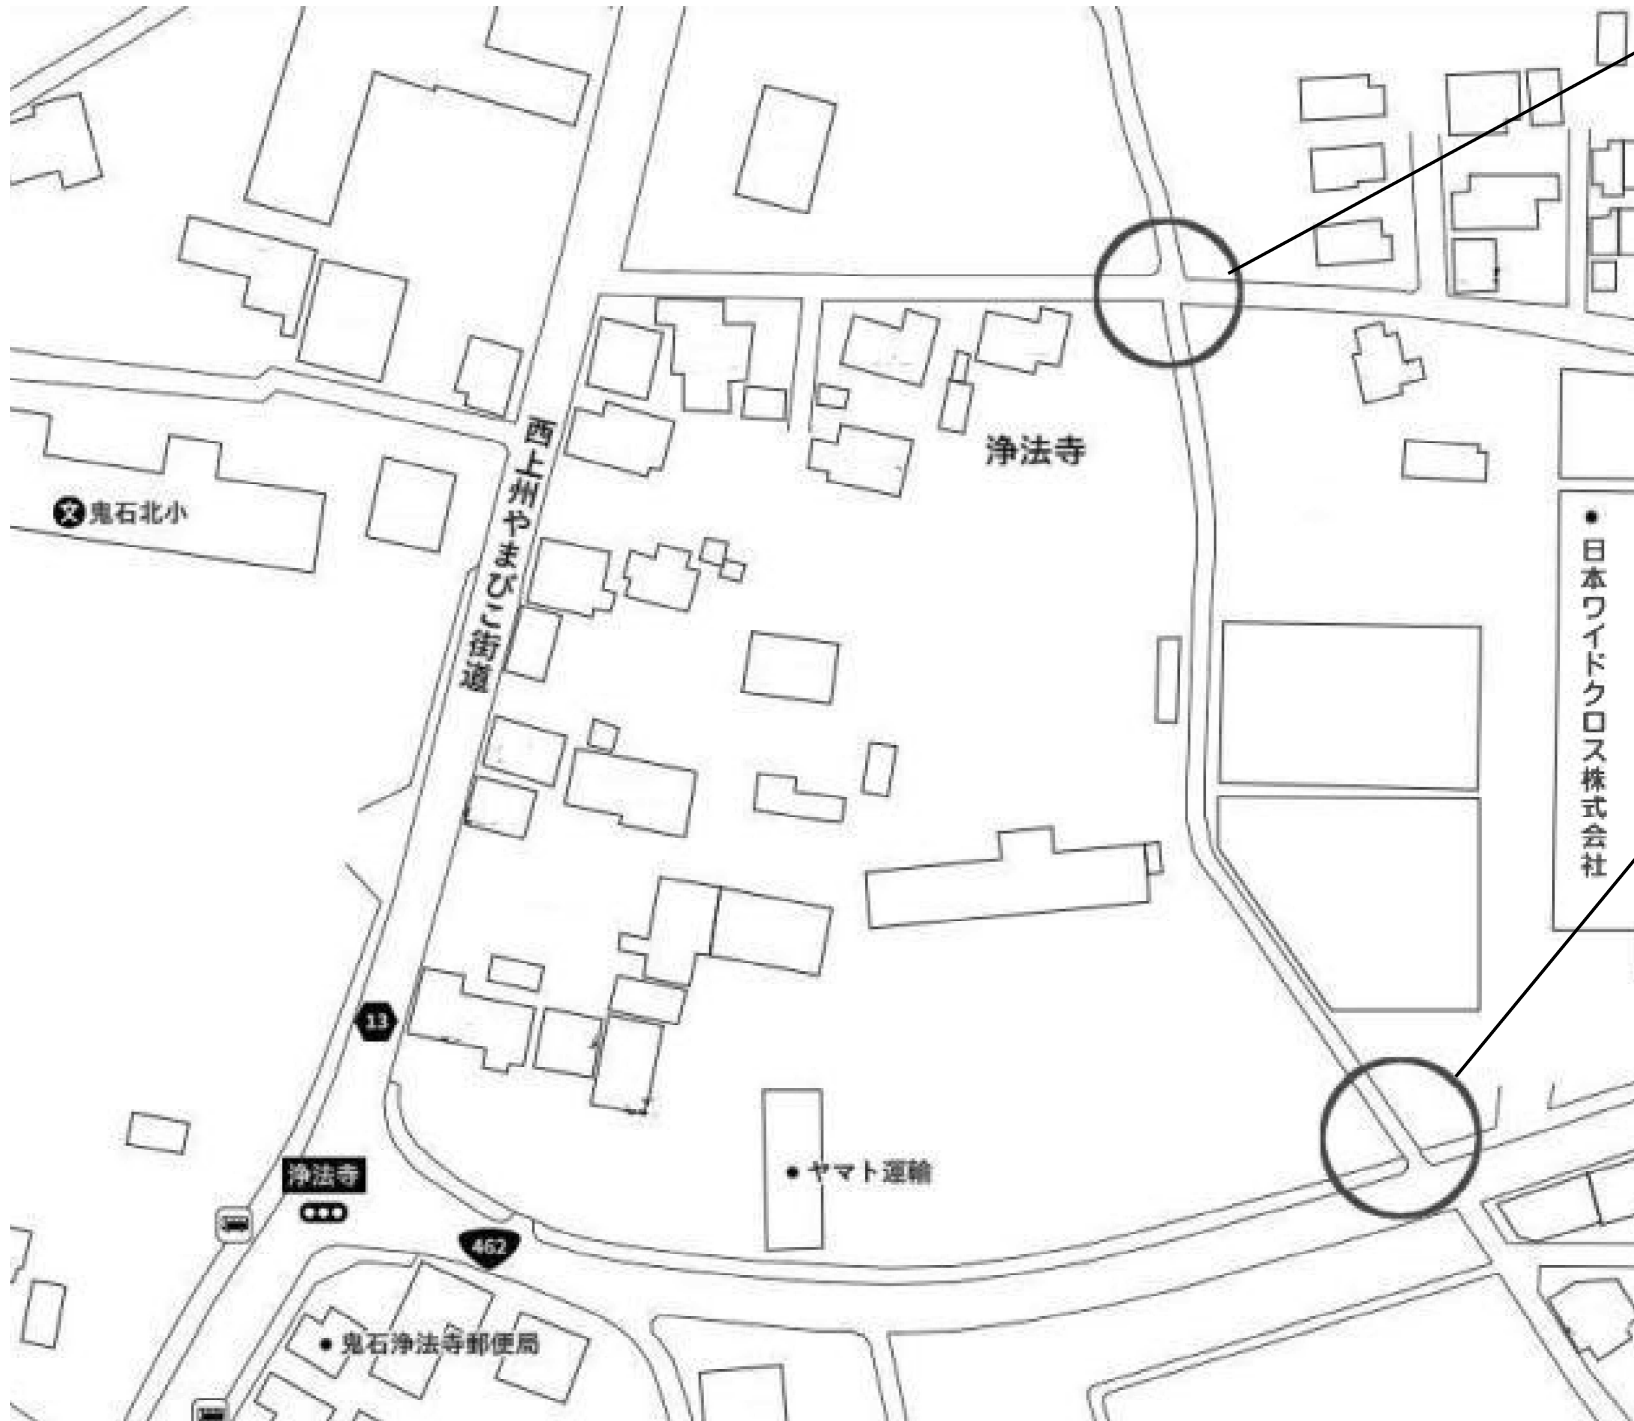 浄法寺
西上州やまびこ街道
文
鬼石北小
日本ワイドクロス株式会社
13
浄法寺
ヤマト運輸
462
鬼石浄法寺郵便局